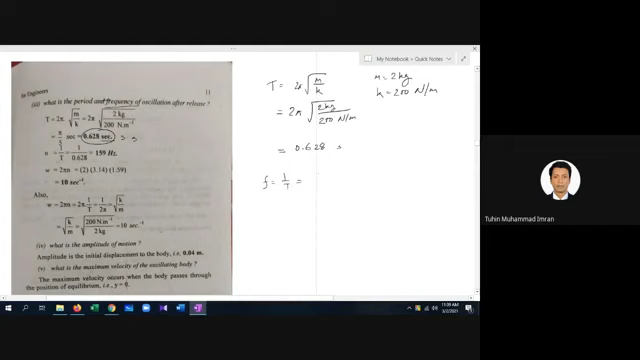 My Notebook > Quick Notes
for Engineers
11
(iii) what is the period and frequency of oscillation after release ?
T = 2π √(m/k) = 2π √(2 kg / 200 N.m⁻¹)
= π/5 sec = 0.628 sec.
n = 1/T = 1/0.628 = 159 Hz.
w = 2πn = (2) (3.14) (1.59)
= 10 sec⁻¹
Also,
w = 2πn = 2π 1/T = 2π 1/2π √(k/m)
= √(k/m) = √(200 N.m⁻¹ / 2 kg) = 10 sec⁻¹
(iv) what is the amplitude of motion ?
Amplitude is the initial displacement to the body, i.e. 0.04 m.
(v) what is the maximum velocity of the oscillating body ?
The maximum velocity occurs when the body passes through
the position of equilibrium, i.e., y = 0.
T = 2π √(m/k)
= 2π √(2kg / 200 N/m)
= 0.628 s
f = 1/T =
m = 2kg
k = 200 N/m
Tuhin Muhammad Imran
11:09 AM
3/2/2021